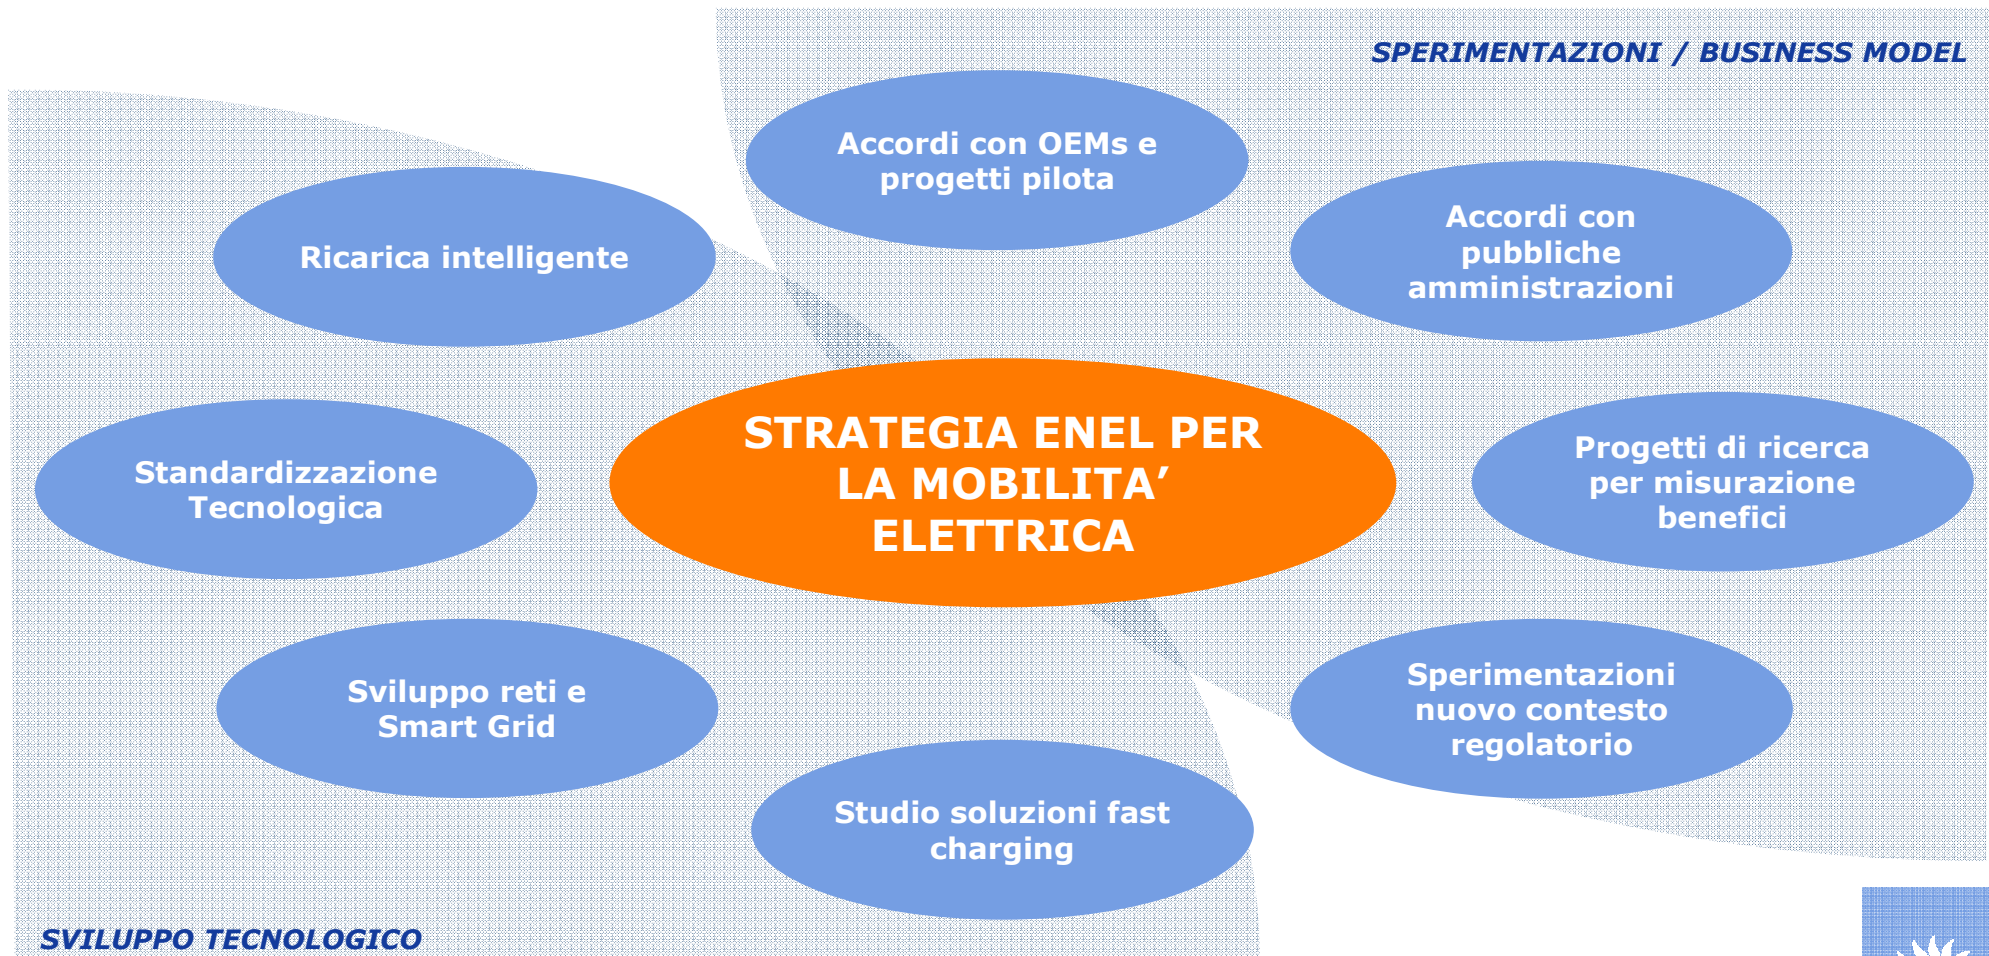 SPERIMENTAZIONI / BUSINESS MODEL
Accordi con OEMs e
progetti pilota
Accordi con
pubbliche
amministrazioni
Ricarica intelligente
STRATEGIA ENEL PER
LA MOBILITA’
ELETTRICA
Progetti di ricerca
per misurazione
benefici
Standardizzazione
Tecnologica
Sperimentazioni
nuovo contesto
regolatorio
Sviluppo reti e
Smart Grid
Studio soluzioni fast
charging
SVILUPPO TECNOLOGICO